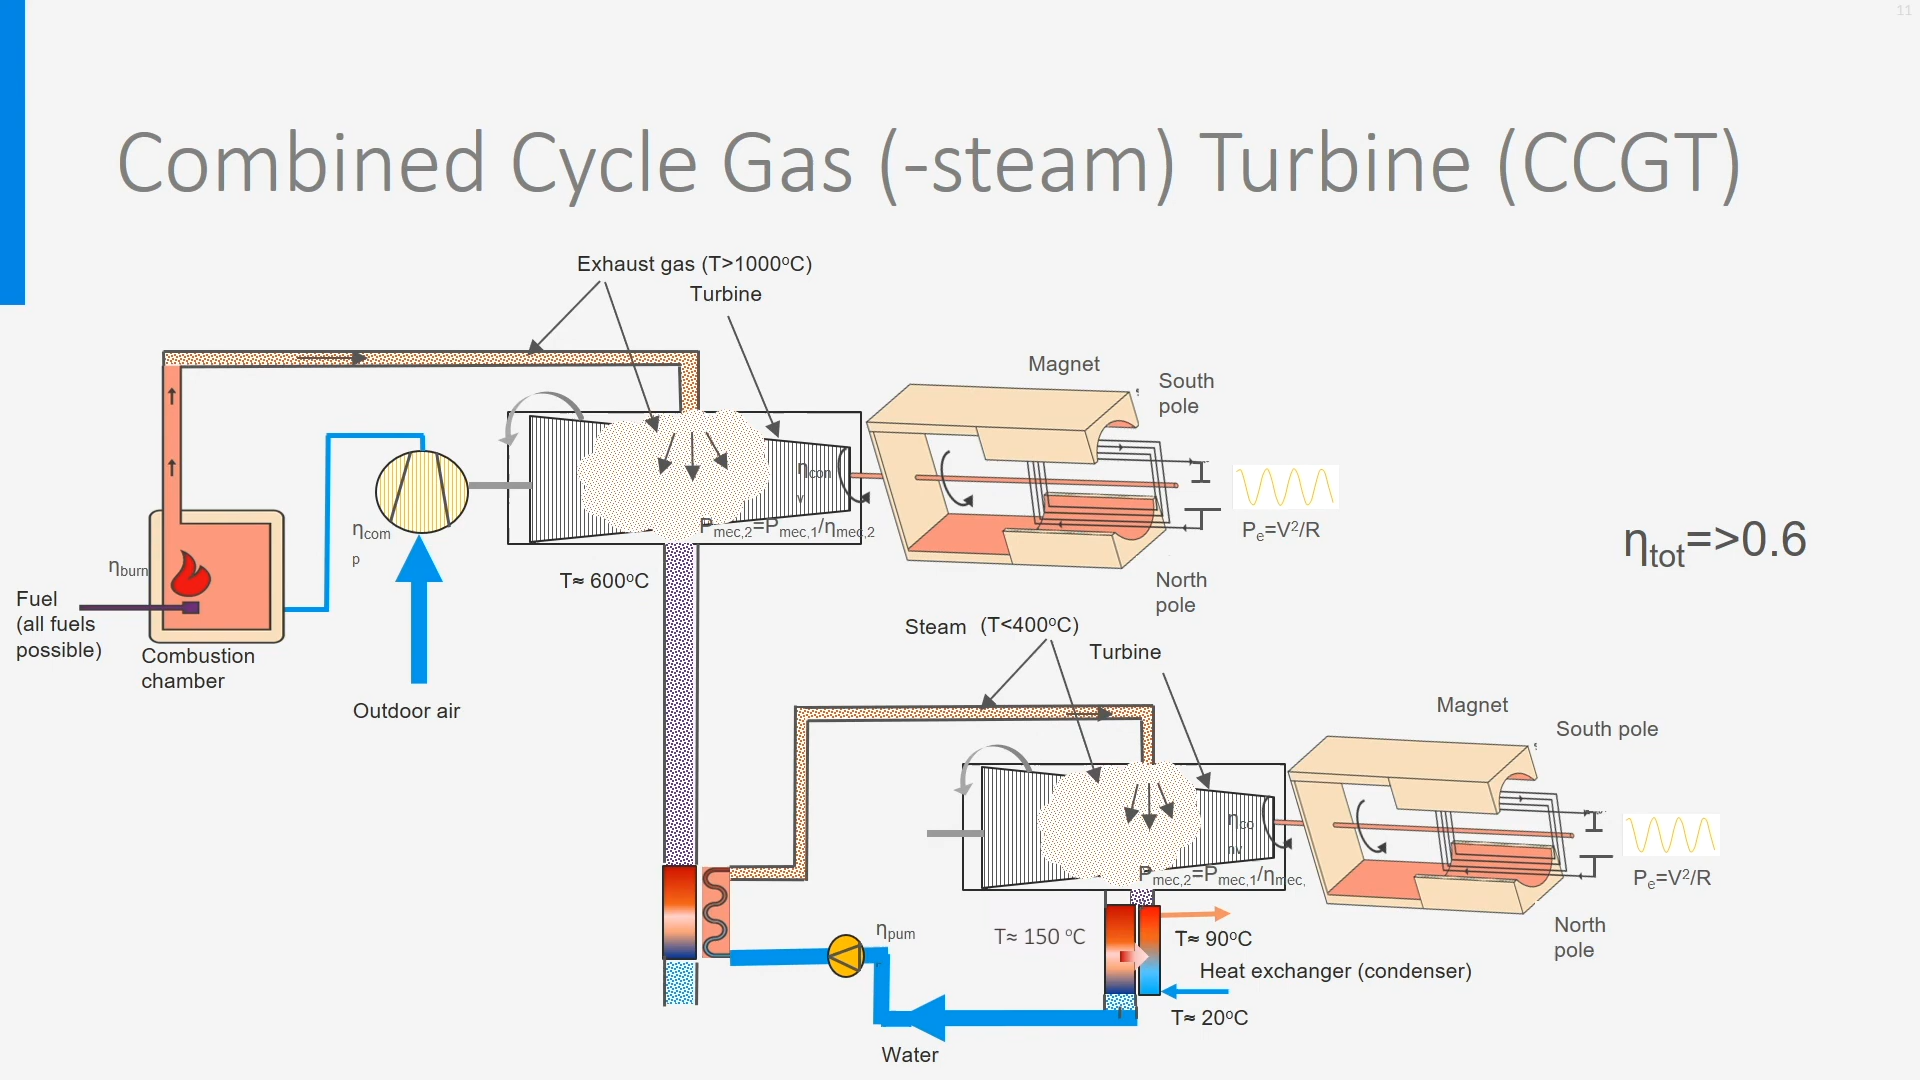 11
Combined Cycle Gas (-steam) Turbine (CCGT)
Exhaust gas (T>1000ºC)
Turbine
Magnet
South
pole
ηcon
v
Pmec,2=Pmec,1/ηmec,2
Pe=V²/R
ηtot=>0.6
ηcom
p
ηburn
T≈ 600ºC
North
pole
Fuel
(all fuels
possible)
Combustion
chamber
Outdoor air
Steam (T<400ºC)
Turbine
Magnet
South pole
ηco
nv
Pmec,2=Pmec,1/ηmec,
Pe=V²/R
North
pole
ηpum
T≈ 150 ºC
T≈ 90ºC
Heat exchanger (condenser)
T≈ 20ºC
Water